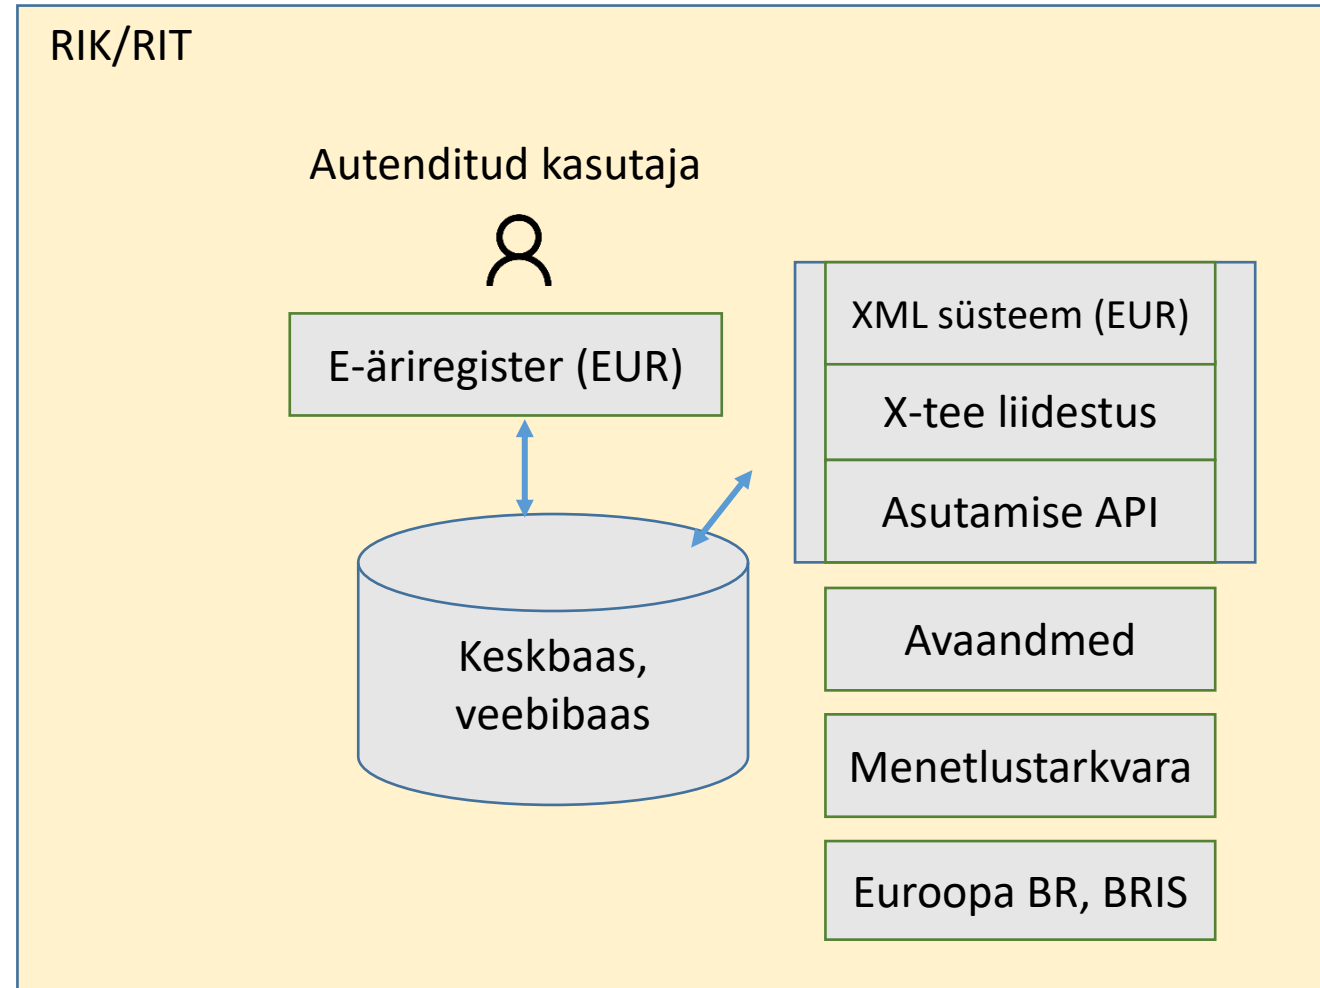 RIK/RIT
Autenditud kasutaja
E-äriregister (EUR)
Keskbaas,
veebibaas
XML süsteem (EUR)
X-tee liidestus
Asutamise API
Avaandmed
Menetlustarkvara
Euroopa BR, BRIS